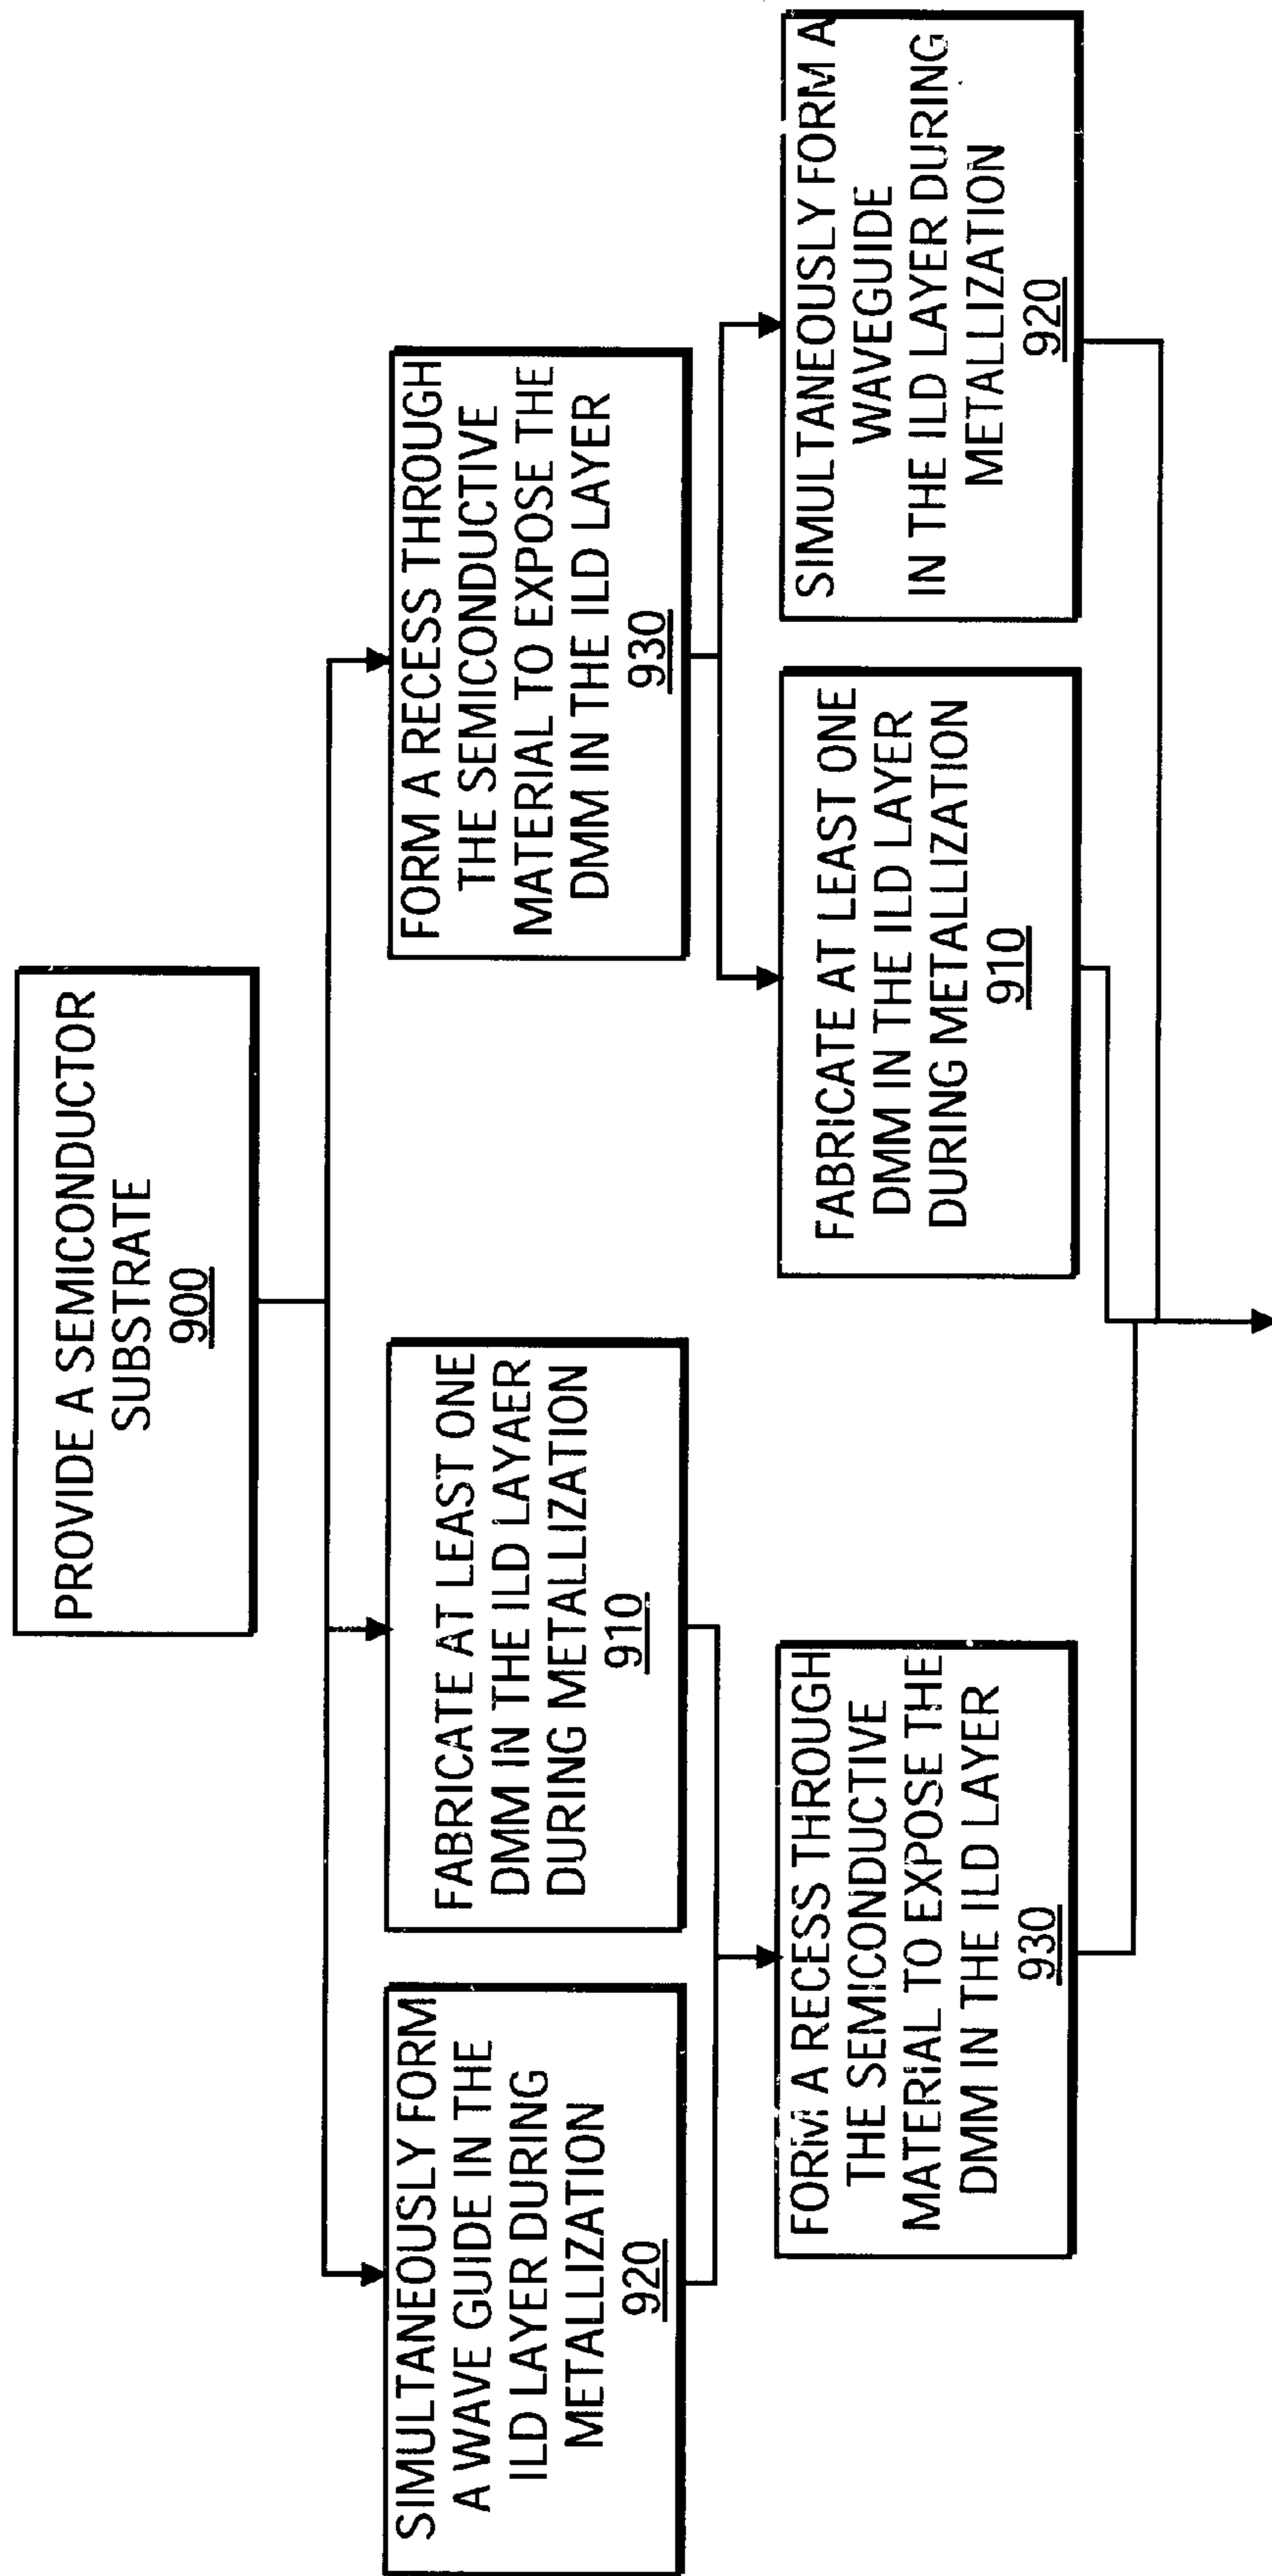 PROVIDE A SEMICONDUCTOR
SUBSTRATE
900
SIMULTANEOUSLY FORM
A WAVE GUIDE IN THE
ILD LAYER DURING
METALLIZATION
920
FABRICATE AT LEAST ONE
DMM IN THE ILD LAYAER
DURING METALLIZATION
910
FORM A RECESS THROUGH
THE SEMICONDUCTIVE
MATERIAL TO EXPOSE THE
DMM IN THE ILD LAYER
930
FORM A RECESS THROUGH
THE SEMICONDUCTIVE
MATERIAL TO EXPOSE THE
DMM IN THE ILD LAYER
930
FABRICATE AT LEAST ONE
DMM IN THE ILD LAYER
DURING METALLIZATION
910
SIMULTANEOUSLY FORM A
WAVEGUIDE
IN THE ILD LAYER DURING
METALLIZATION
920